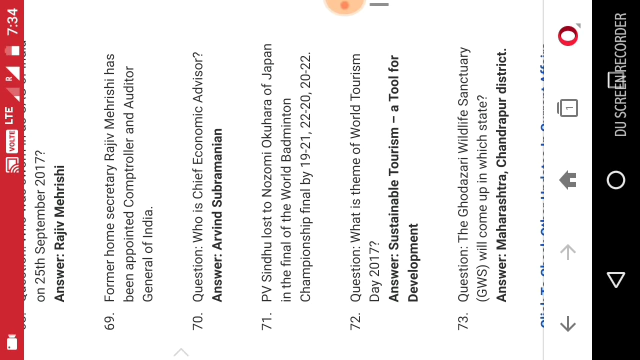 7:34
R
VOLTE LTE
on 25th September 2017?
Answer: Rajiv Mehrishi
69. Former home secretary Rajiv Mehrishi has
been appointed Comptroller and Auditor
General of India.
70. Question: Who is Chief Economic Advisor?
Answer: Arvind Subramanian
71. PV Sindhu lost to Nozomi Okuhara of Japan
in the final of the World Badminton
Championship final by 19-21, 22-20, 20-22.
72. Question: What is theme of World Tourism
Day 2017?
Answer: Sustainable Tourism – a Tool for
Development
73. Question: The Ghodazari Wildlife Sanctuary
(GWS) will come up in which state?
Answer: Maharashtra, Chandrapur district.
1
DU SCREEN RECORDER